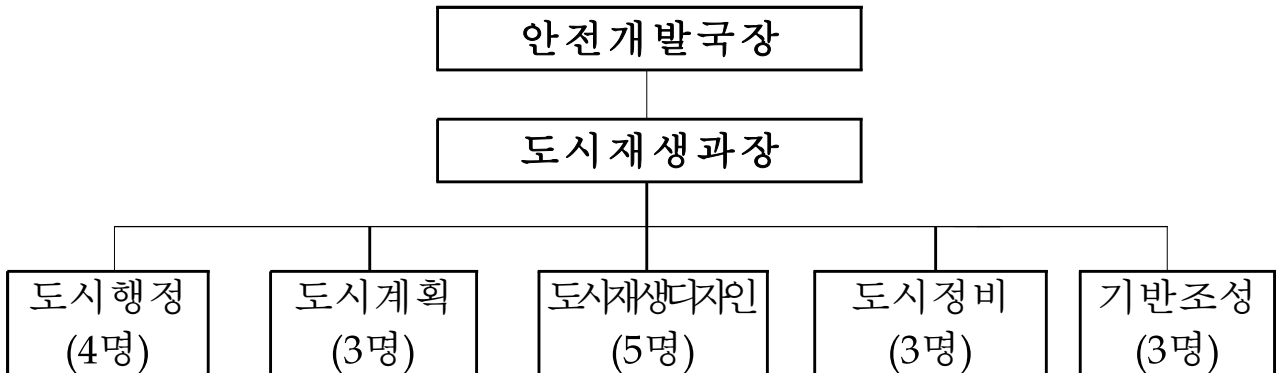 안전개발국장
도시재생과장
도시행정
(4명)
도시계획
(3명)
도시재생디자인
(5명)
도시정비
(3명)
기반조성
(3명)